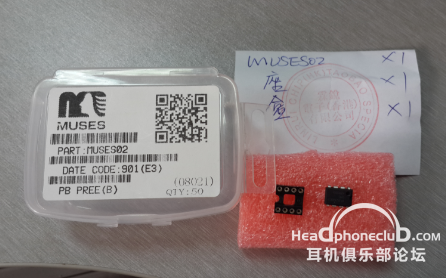 MUSES
PART:MUSES02
DATE CODE:901(E3)
PB PREE(B)
(08021)
QTY:50
MUSES02 X1
座 X1
盒 X1
Headphoneclub.com
耳机俱乐部论坛